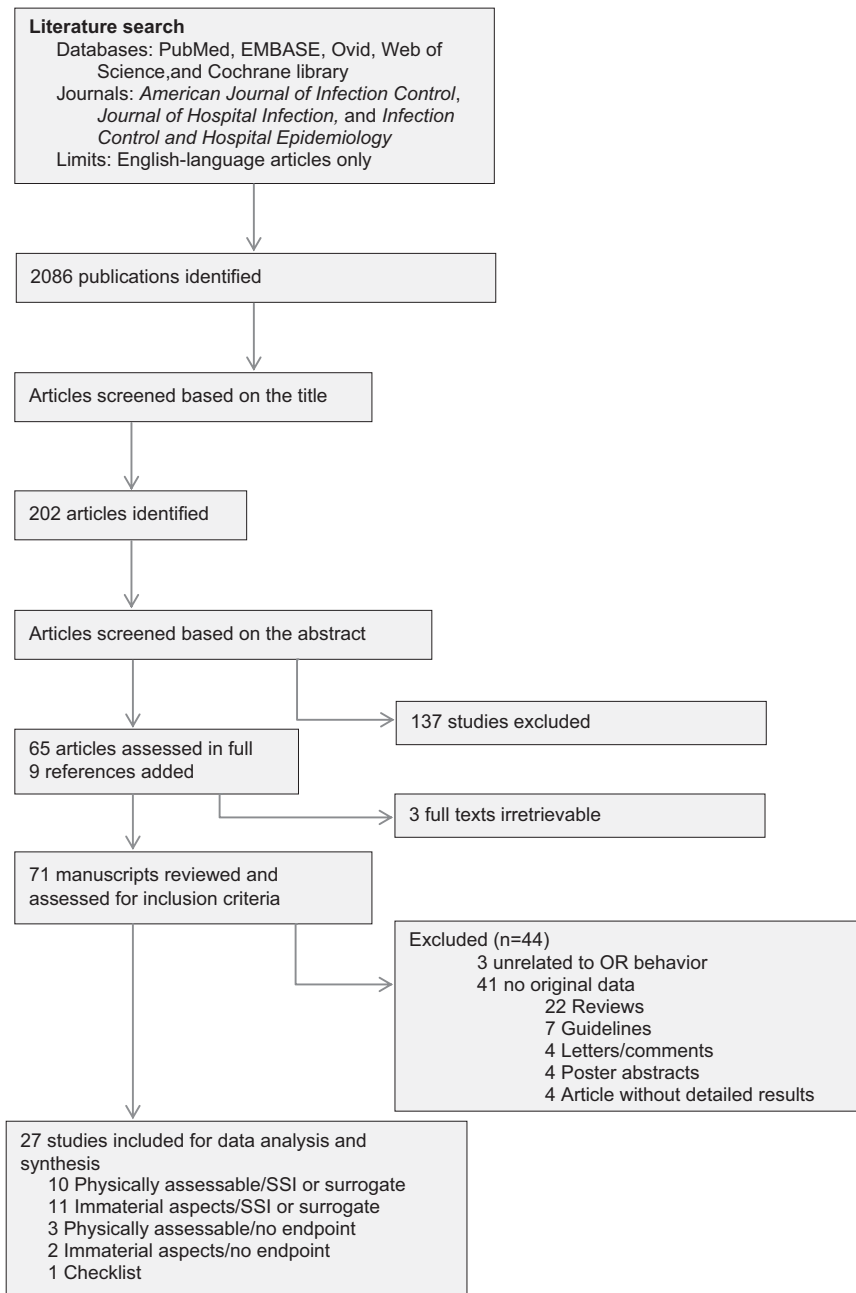 Literature search
Databases: PubMed, EMBASE, Ovid, Web of
Science,and Cochrane library
Journals: American Journal of Infection Control,
Journal of Hospital Infection, and Infection
Control and Hospital Epidemiology
Limits: English-language articles only
2086 publications identified
Articles screened based on the title
202 articles identified
Articles screened based on the abstract
137 studies excluded
65 articles assessed in full
9 references added
3 full texts irretrievable
71 manuscripts reviewed and
assessed for inclusion criteria
Excluded (n=44)
3 unrelated to OR behavior
41 no original data
22 Reviews
7 Guidelines
4 Letters/comments
4 Poster abstracts
4 Article without detailed results
27 studies included for data analysis and
synthesis
10 Physically assessable/SSI or surrogate
11 Immaterial aspects/SSI or surrogate
3 Physically assessable/no endpoint
2 Immaterial aspects/no endpoint
1 Checklist